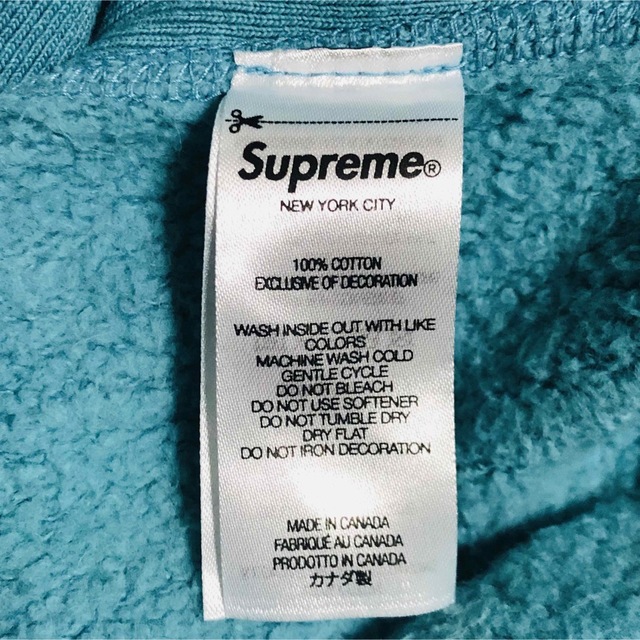 Supreme®
NEW YORK CITY
100% COTTON
EXCLUSIVE OF DECORATION
WASH INSIDE OUT WITH LIKE
COLORS
MACHINE WASH COLD
GENTLE CYCLE
DO NOT BLEACH
DO NOT USE SOFTENER
DO NOT TUMBLE DRY
DRY FLAT
DO NOT IRON DECORATION
MADE IN CANADA
FABRIQUÉ AU CANADA
PRODOTTO IN CANADA
カナダ製